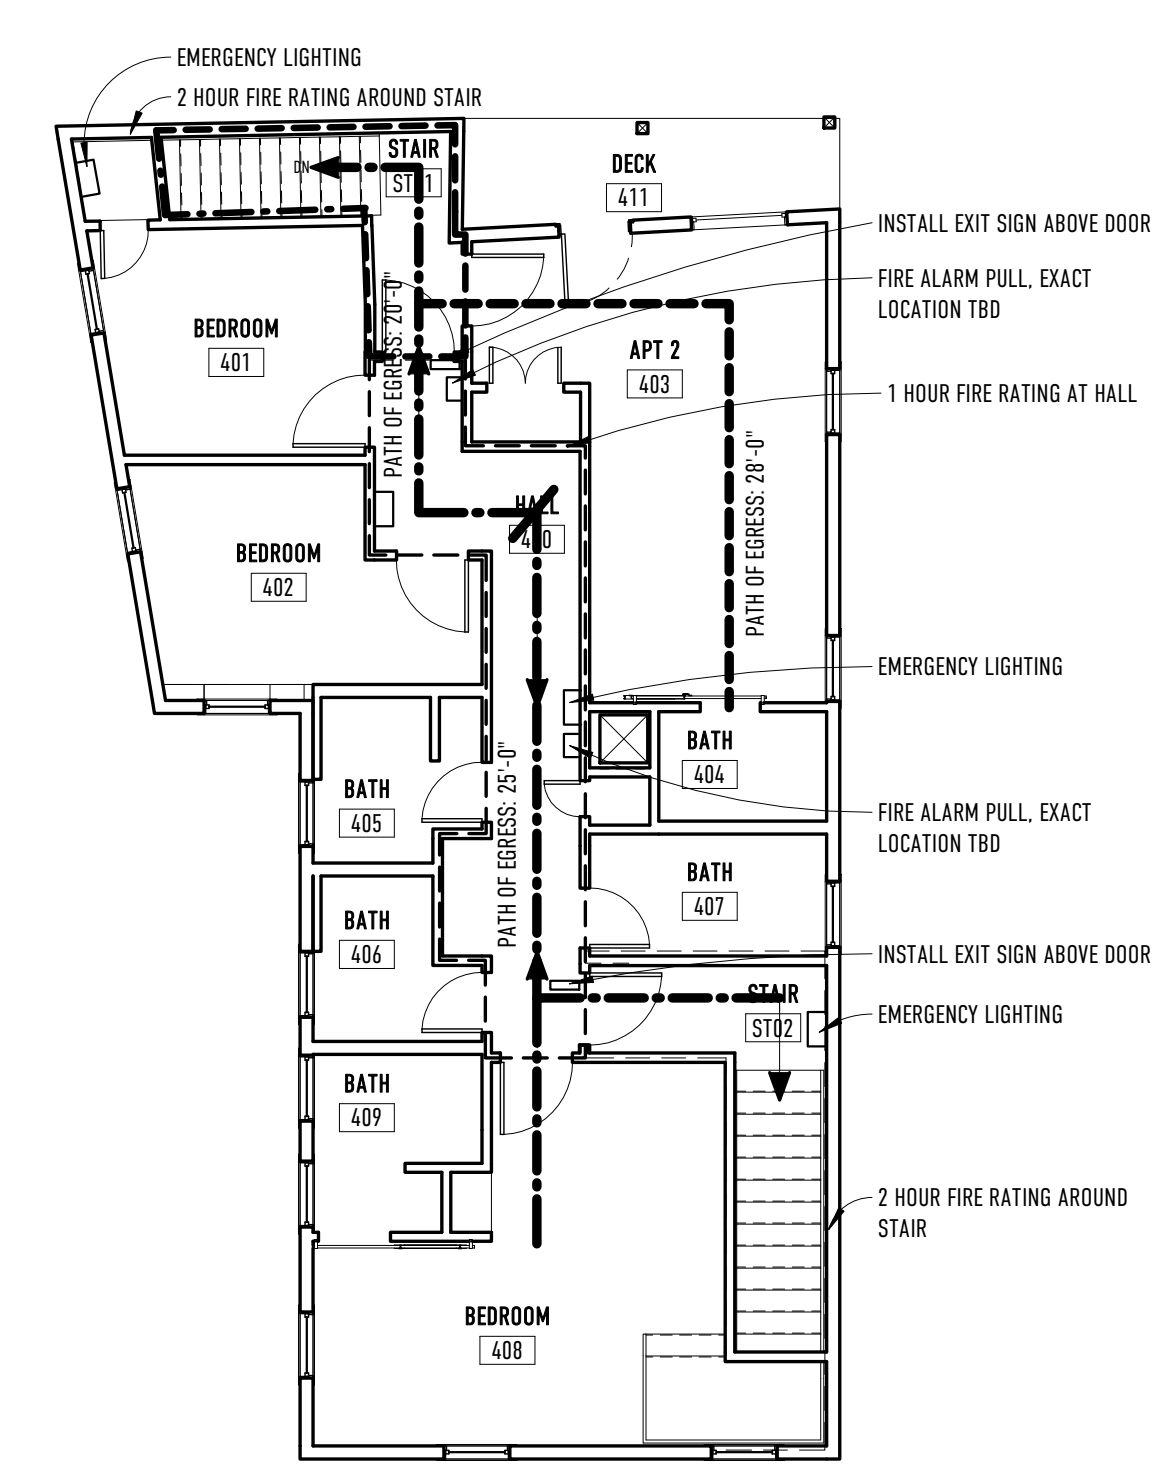 EMERGENCY LIGHTING
2 HOUR FIRE RATING AROUND STAIR
STAIR
DN
DECK
411
INSTALL EXIT SIGN ABOVE DOOR
FIRE ALARM PULL, EXACT
LOCATION TBD
BEDROOM
401
PATH OF EGRESS: 20'-0"
APT 2
403
1 HOUR FIRE RATING AT HALL
HALL
BEDROOM
402
PATH OF EGRESS: 28'-0"
EMERGENCY LIGHTING
BATH
404
BATH
405
PATH OF EGRESS: 25'-0"
FIRE ALARM PULL, EXACT
LOCATION TBD
BATH
407
BATH
406
INSTALL EXIT SIGN ABOVE DOOR
STAIR
ST02
EMERGENCY LIGHTING
BATH
409
2 HOUR FIRE RATING AROUND
STAIR
BEDROOM
408